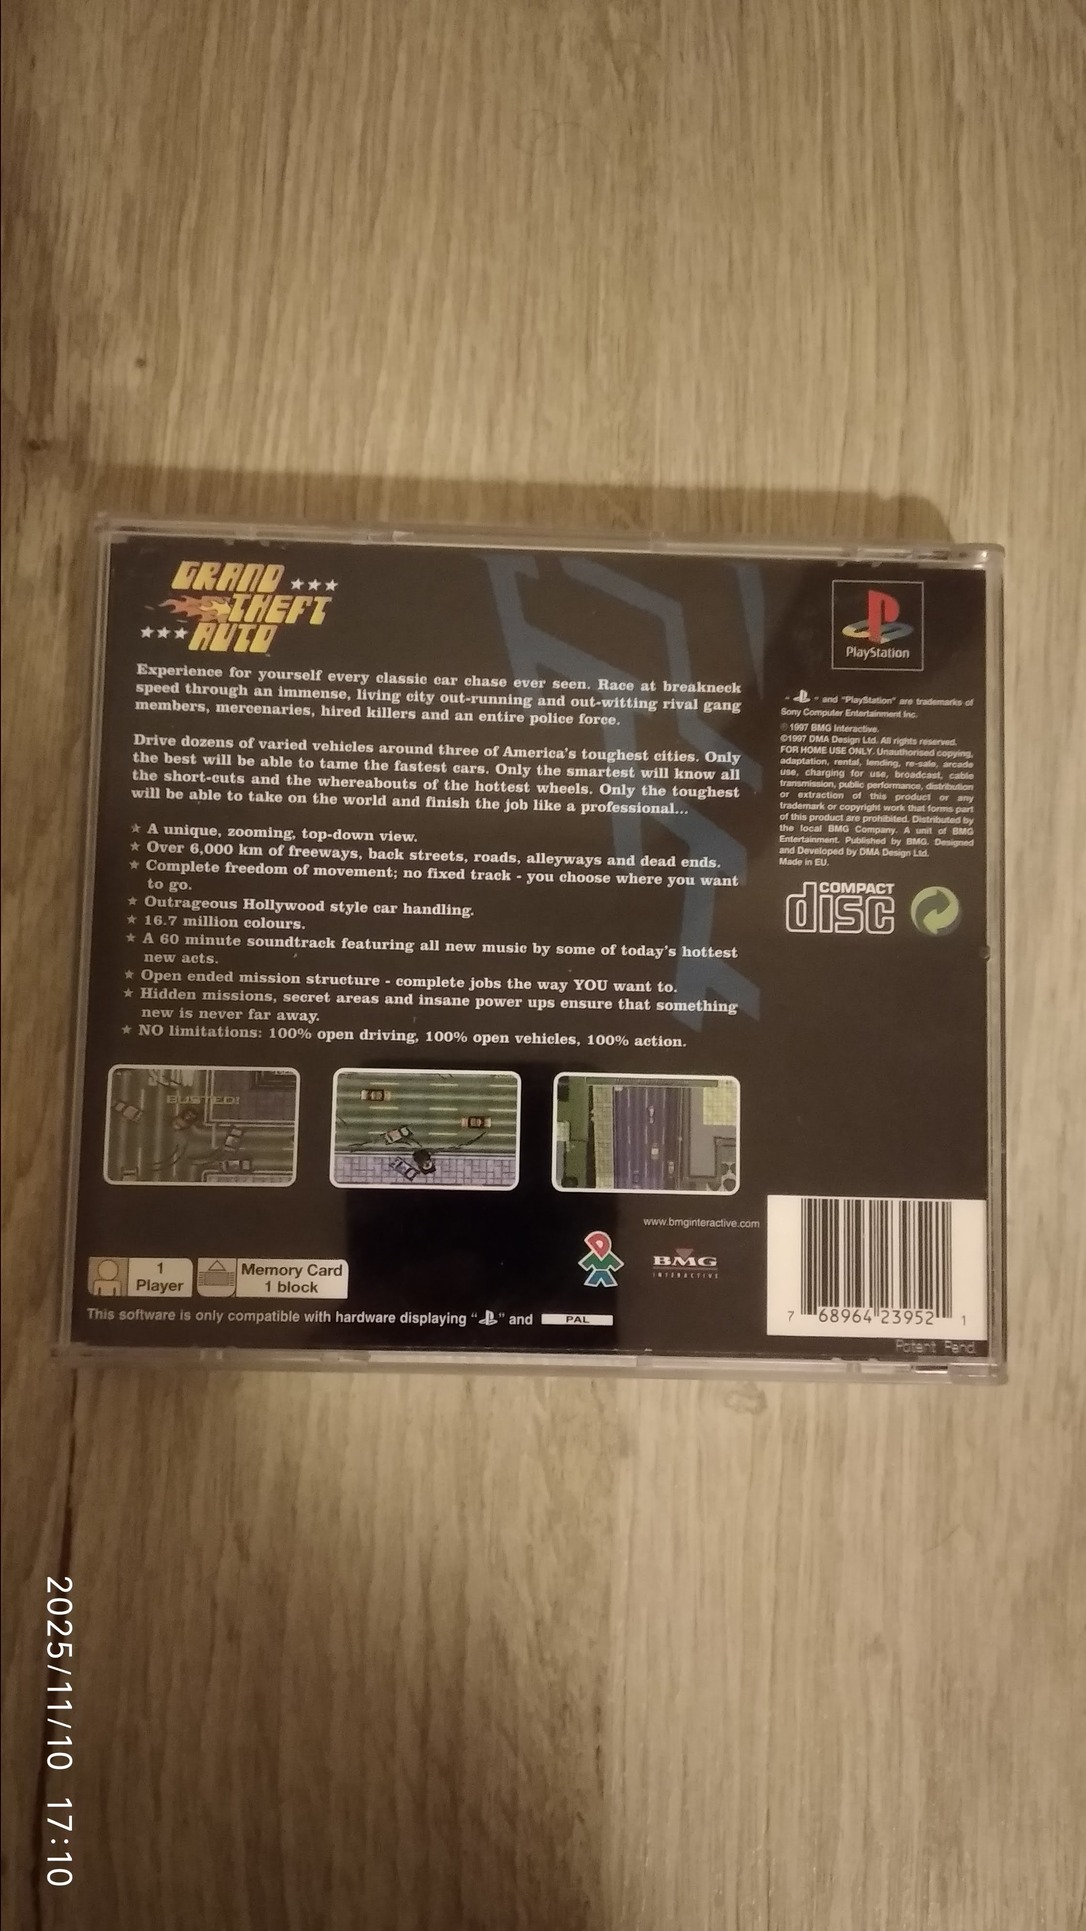 GRAND
THEFT
AUTO
Experience for yourself every classic car chase ever seen. Race at breakneck
speed through an immense, living city out-running and out-witting rival gang
members, mercenaries, hired killers and an entire police force.
Drive dozens of varied vehicles around three of America's toughest cities. Only
the best will be able to tame the fastest cars. Only the smartest will know all
the short-cuts and the whereabouts of the hottest wheels. Only the toughest
will be able to take on the world and finish the job like a professional...
★ A unique, zooming, top-down view.
★ Over 6,000 km of freeways, back streets, roads, alleyways and dead ends.
★ Complete freedom of movement; no fixed track - you choose where you want
to go.
★ Outrageous Hollywood style car handling.
★ 16.7 million colours.
★ A 60 minute soundtrack featuring all new music by some of today's hottest
new acts.
★ Open ended mission structure - complete jobs the way YOU want to.
★ Hidden missions, secret areas and insane power ups ensure that something
new is never far away.
★ NO limitations: 100% open driving, 100% open vehicles, 100% action.
BUSTED!
1
Player
Memory Card
1 block
This software is only compatible with hardware displaying "PS" and PAL
PlayStation
" PS " and "PlayStation" are trademarks of
Sony Computer Entertainment Inc.
© 1997 BMG Interactive.
©1997 DMA Design Ltd. All rights reserved.
FOR HOME USE ONLY. Unauthorised copying,
adaptation, rental, lending, re-sale, arcade
use, charging for use, broadcast, cable
transmission, public performance, distribution
or extraction of this product or any
trademark or copyright work that forms part
of this product are prohibited. Distributed by
the local BMG Company. A unit of BMG
Entertainment. Published by BMG. Designed
and Developed by DMA Design Ltd.
Made in EU.
COMPACT
disc
www.bmginteractive.com
DMA
BMG
INTERACTIVE
7 68964 23952 1
Patent Pend.
2025/11/10 17:10